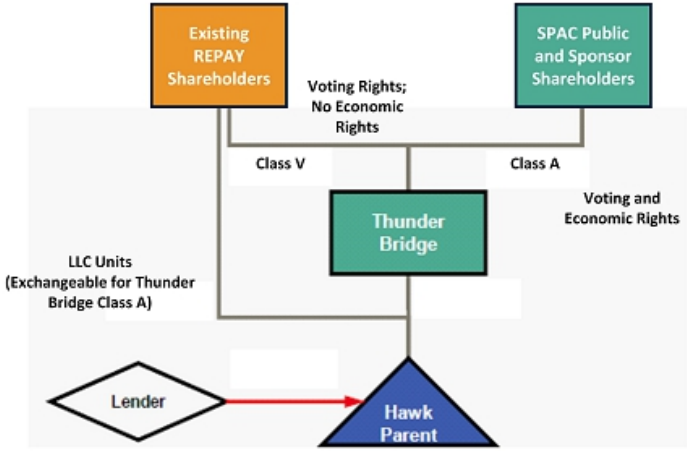 Existing
REPAY
Shareholders
SPAC Public
and Sponsor
Shareholders
Voting Rights;
No Economic
Rights
Class V
Class A
Thunder
Bridge
Voting and
Economic Rights
LLC Units
(Exchangeable for Thunder
Bridge Class A)
Lender
Hawk
Parent